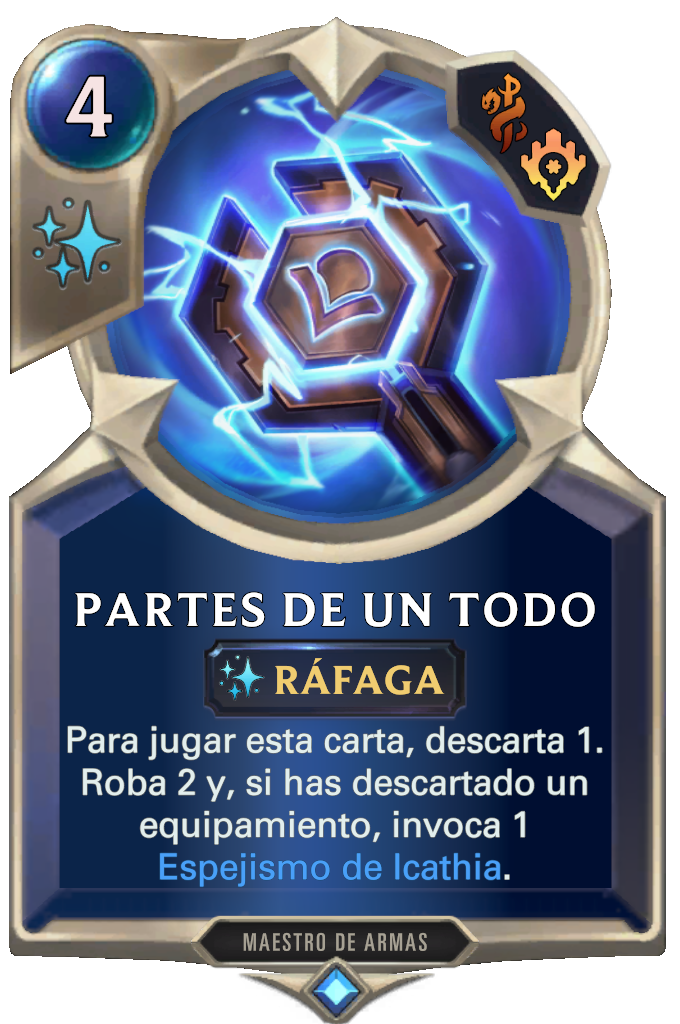 4
PARTES DE UN TODO
RÁFAGA
Para jugar esta carta, descarta 1.
Roba 2 y, si has descartado un
equipamiento, invoca 1
Espejismo de Icathia.
MAESTRO DE ARMAS